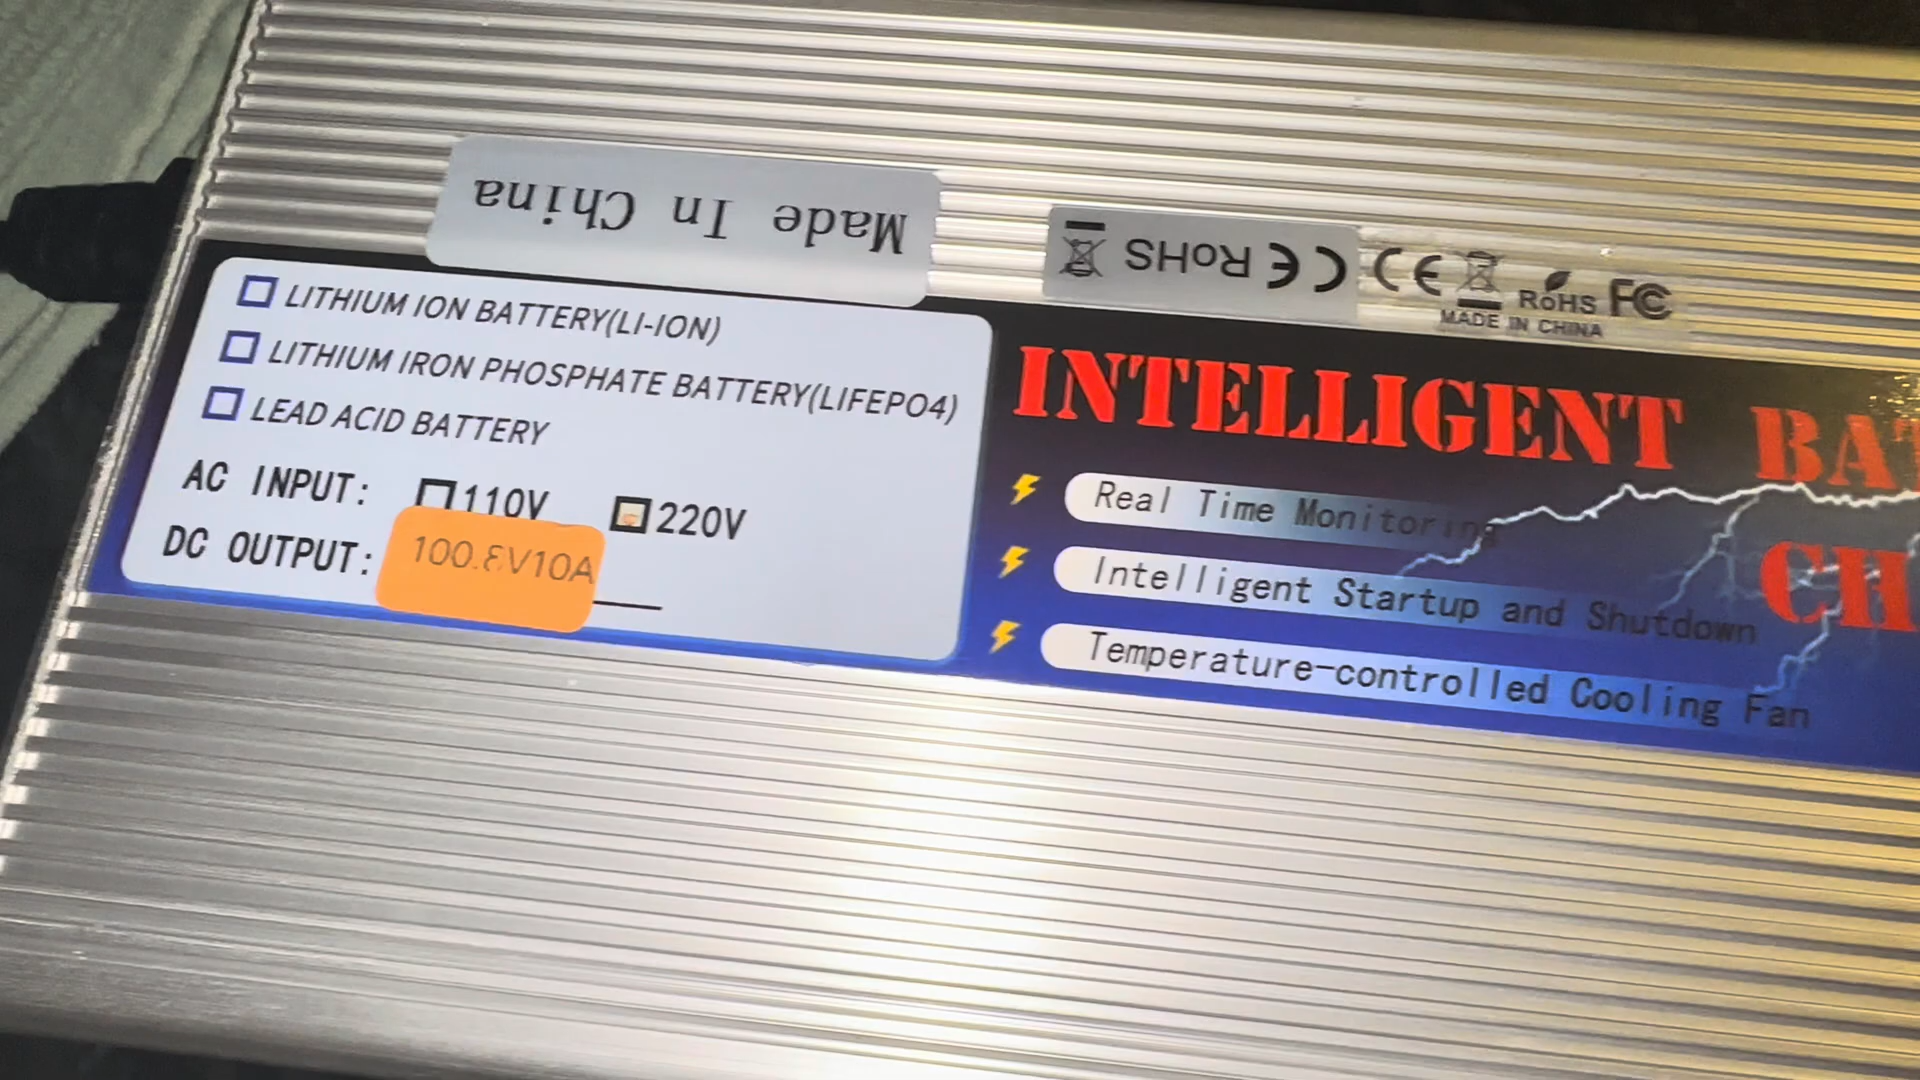 Made In China
CE RoHS
CE RoHS FC
MADE IN CHINA
LITHIUM ION BATTERY(LI-ION)
LITHIUM IRON PHOSPHATE BATTERY(LIFEPO4)
LEAD ACID BATTERY
AC INPUT: 110V 220V
DC OUTPUT: 100.8V10A
INTELLIGENT
Real Time Monitoring
Intelligent Startup and Shutdown
Temperature-controlled Cooling Fan